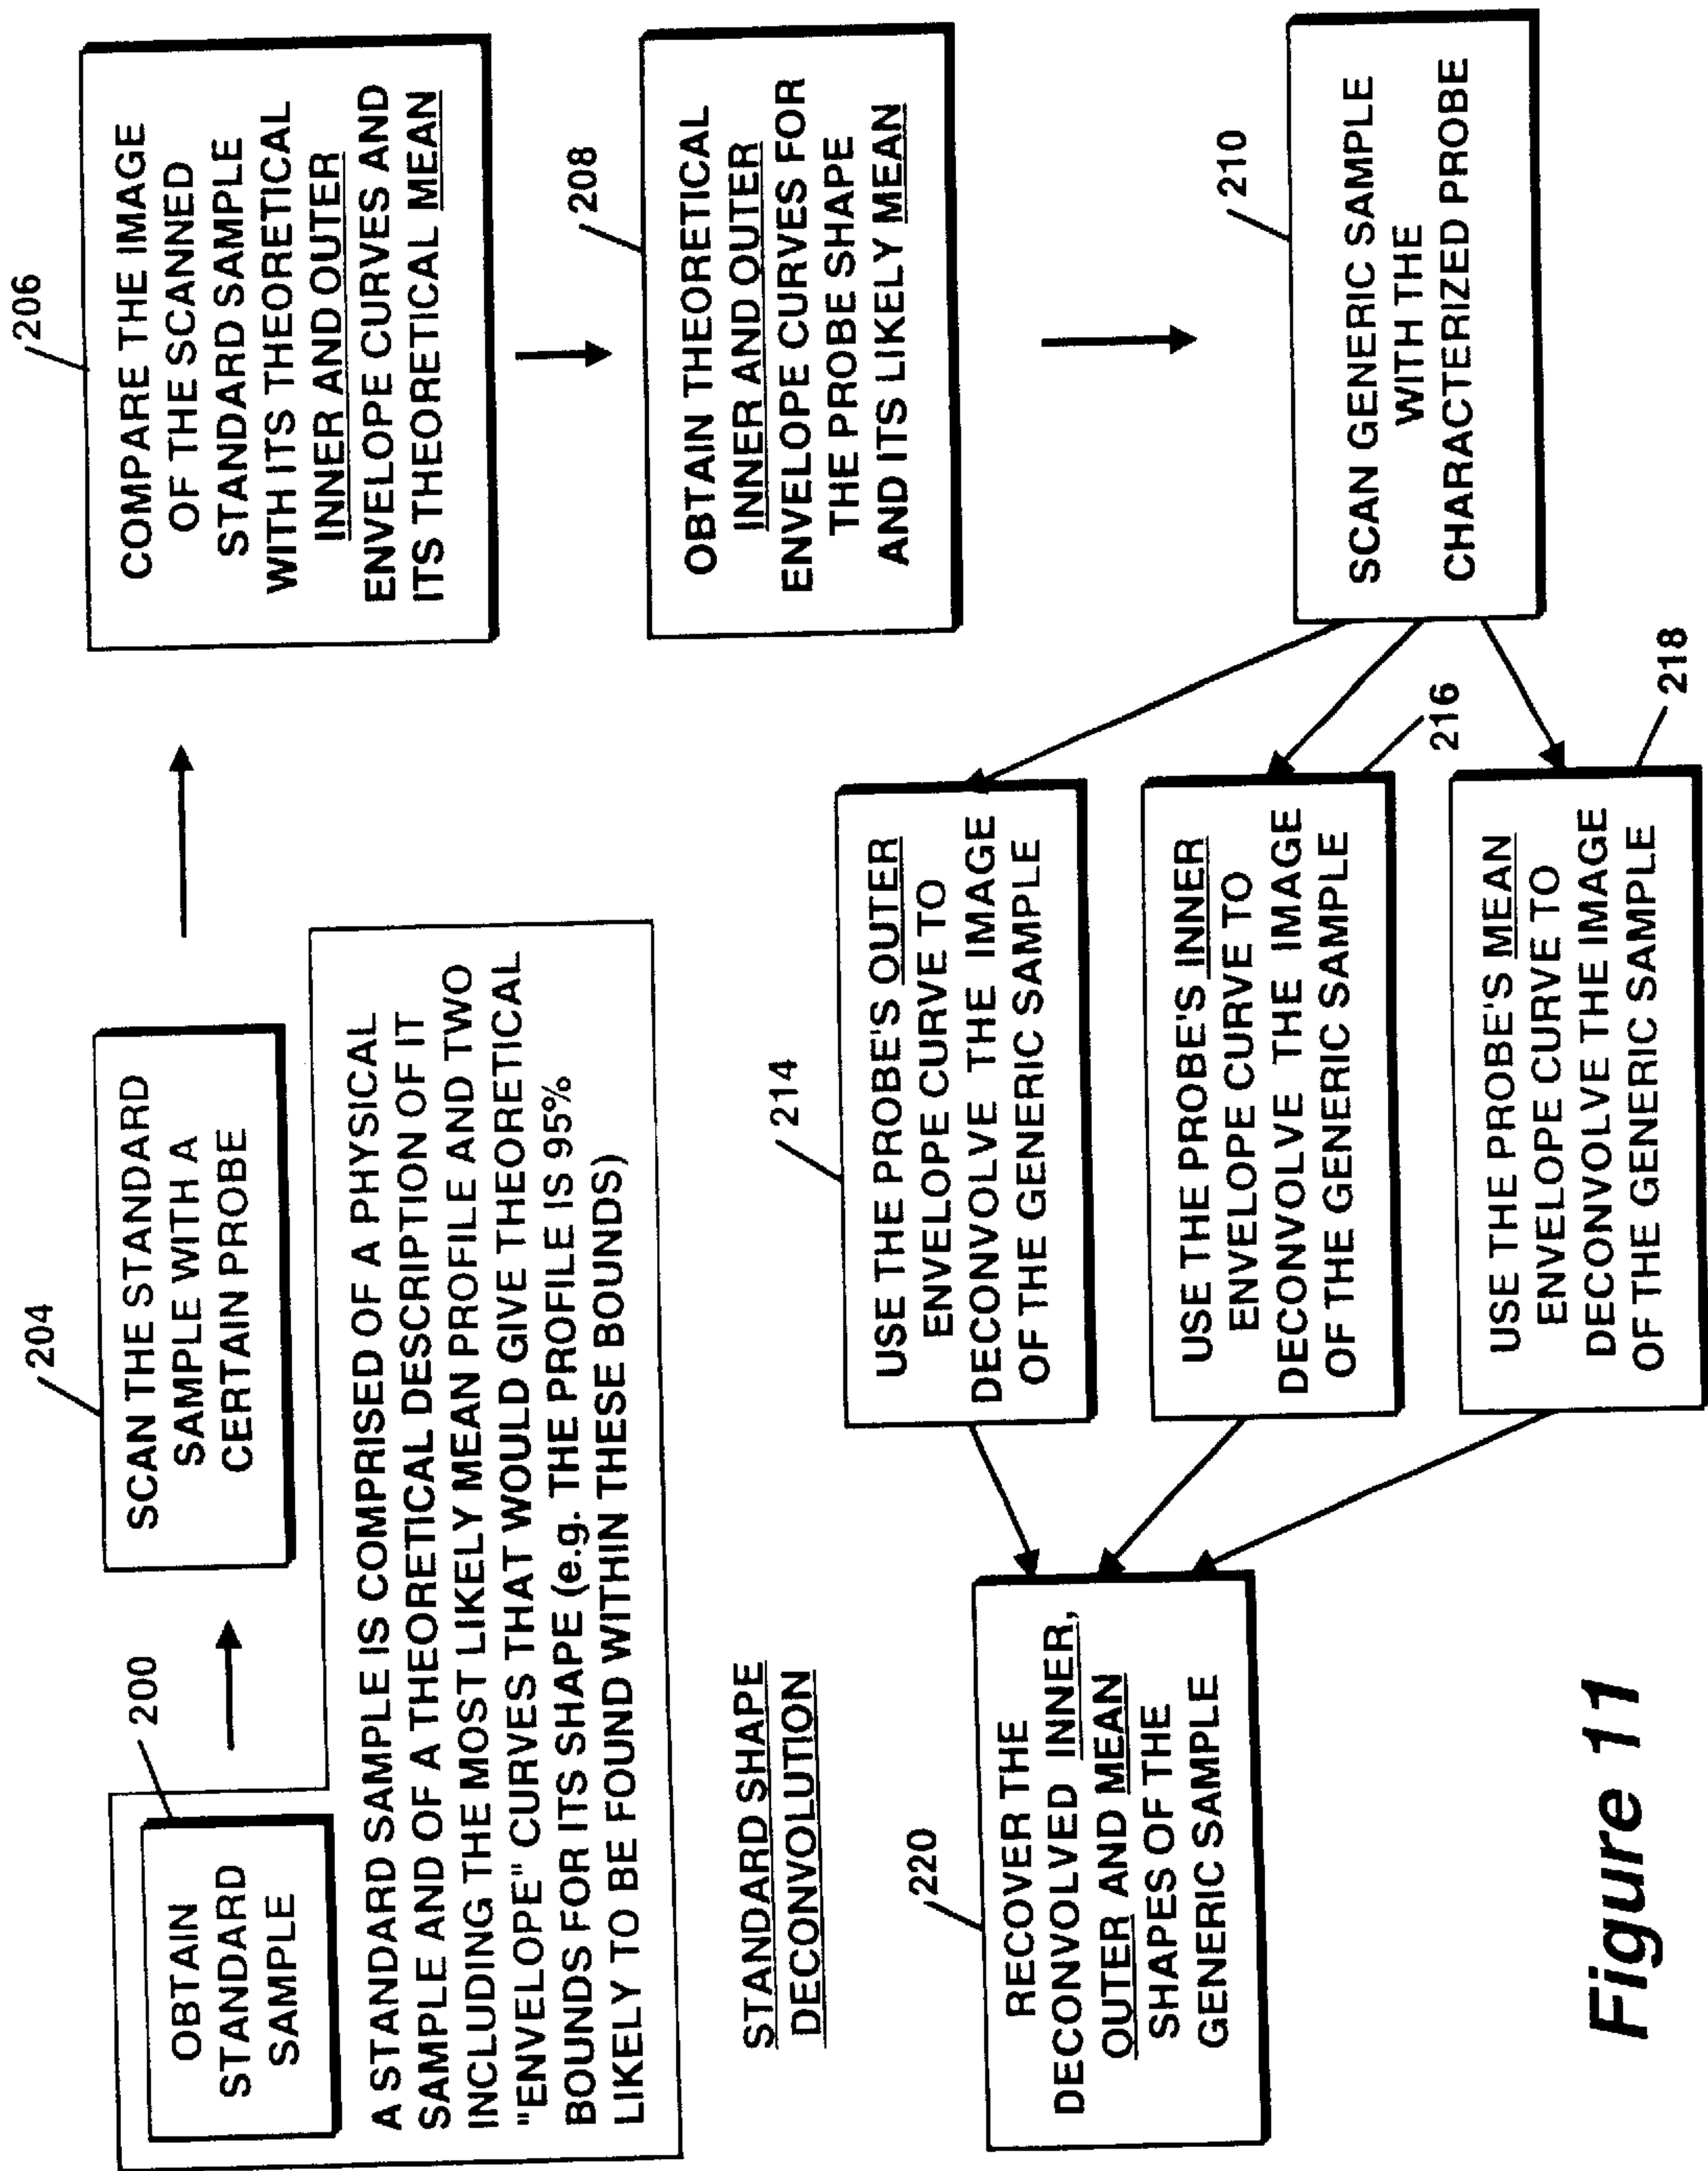 200
OBTAIN
STANDARD
SAMPLE
A STANDARD SAMPLE IS COMPRISED OF A PHYSICAL
SAMPLE AND OF A THEORETICAL DESCRIPTION OF IT
INCLUDING THE MOST LIKELY MEAN PROFILE AND TWO
"ENVELOPE" CURVES THAT WOULD GIVE THEORETICAL
BOUNDS FOR ITS SHAPE (e.g. THE PROFILE IS 95%
LIKELY TO BE FOUND WITHIN THESE BOUNDS)
204
SCAN THE STANDARD
SAMPLE WITH A
CERTAIN PROBE
206
COMPARE THE IMAGE
OF THE SCANNED
STANDARD SAMPLE
WITH ITS THEORETICAL
INNER AND OUTER
ENVELOPE CURVES AND
ITS THEORETICAL MEAN
208
OBTAIN THEORETICAL
INNER AND OUTER
ENVELOPE CURVES FOR
THE PROBE SHAPE
AND ITS LIKELY MEAN
210
SCAN GENERIC SAMPLE
WITH THE
CHARACTERIZED PROBE
214
USE THE PROBE'S OUTER
ENVELOPE CURVE TO
DECONVOLVE THE IMAGE
OF THE GENERIC SAMPLE
216
USE THE PROBE'S INNER
ENVELOPE CURVE TO
DECONVOLVE THE IMAGE
OF THE GENERIC SAMPLE
218
USE THE PROBE'S MEAN
ENVELOPE CURVE TO
DECONVOLVE THE IMAGE
OF THE GENERIC SAMPLE
STANDARD SHAPE
DECONVOLUTION
220
RECOVER THE
DECONVOLVED INNER,
OUTER AND MEAN
SHAPES OF THE
GENERIC SAMPLE
Figure 11